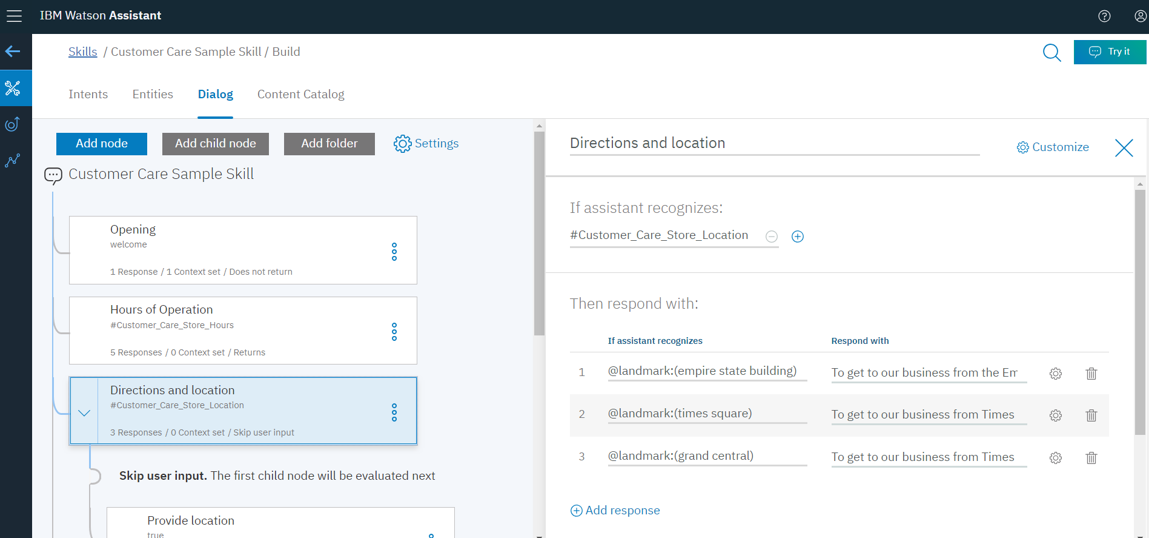 IBM Watson Assistant
Skills / Customer Care Sample Skill / Build
Try it
Intents Entities Dialog Content Catalog
Add node Add child node Add folder Settings
Customer Care Sample Skill
Opening
welcome
1 Response / 1 Context set / Does not return
Hours of Operation
#Customer_Care_Store_Hours
5 Responses / 0 Context set / Returns
Directions and location
#Customer_Care_Store_Location
3 Responses / 0 Context set / Skip user input
Skip user input. The first child node will be evaluated next
Provide location
true
Directions and location
Customize
If assistant recognizes:
#Customer_Care_Store_Location
Then respond with:
If assistant recognizes Respond with
1 @landmark:(empire state building) To get to our business from the Em
2 @landmark:(times square) To get to our business from Times
3 @landmark:(grand central) To get to our business from Times
Add response